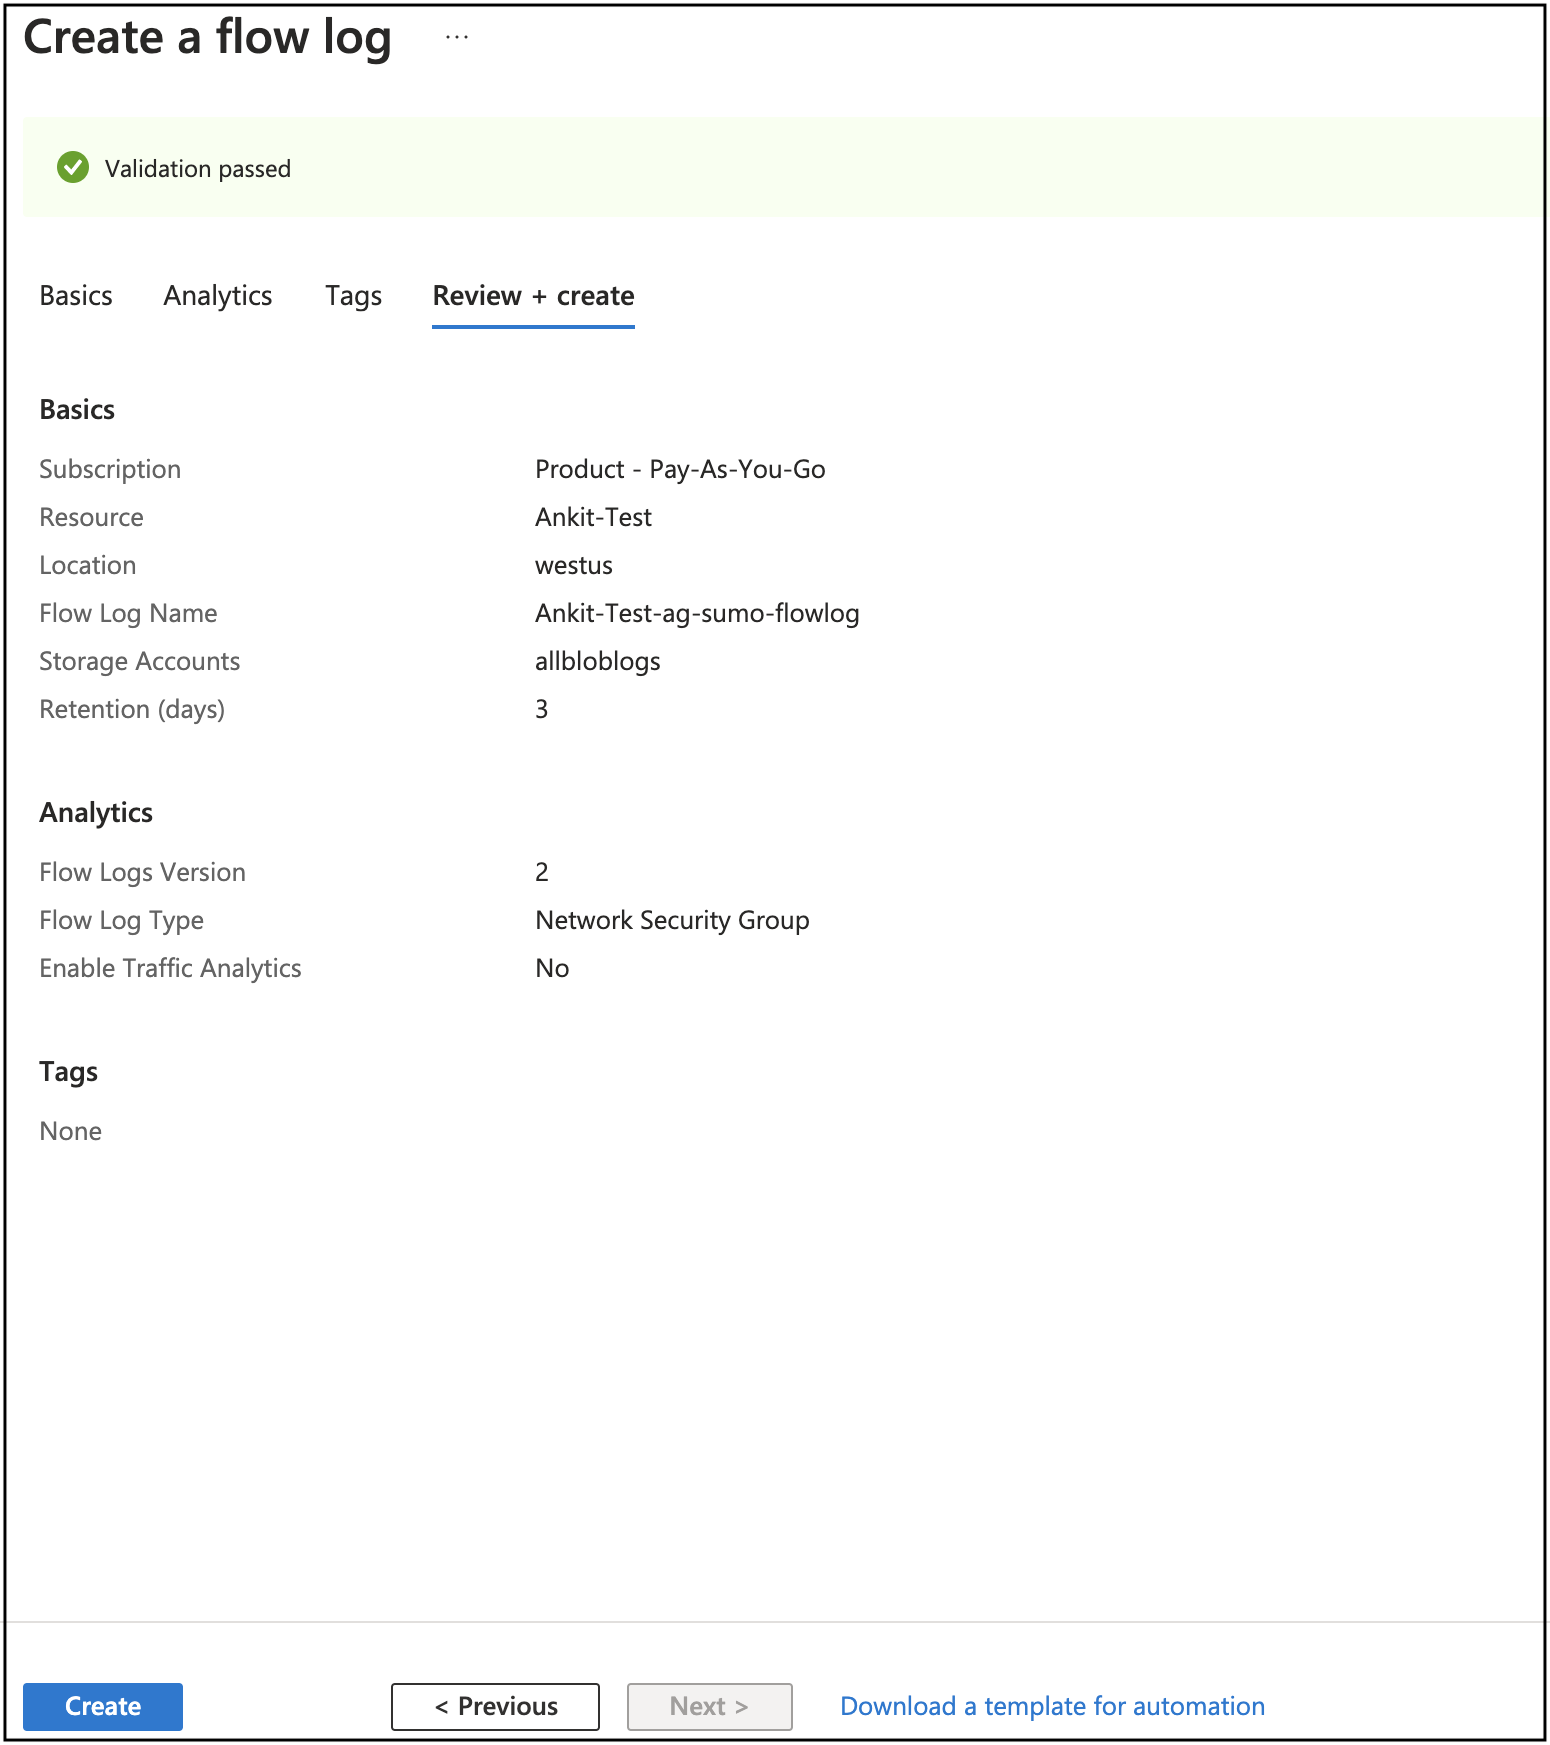 Create a flow log ...
Validation passed
Basics Analytics Tags Review + create
Basics
Subscription Product - Pay-As-You-Go
Resource Ankit-Test
Location westus
Flow Log Name Ankit-Test-ag-sumo-flowlog
Storage Accounts allbloblogs
Retention (days) 3
Analytics
Flow Logs Version 2
Flow Log Type Network Security Group
Enable Traffic Analytics No
Tags
None
Create < Previous Next > Download a template for automation